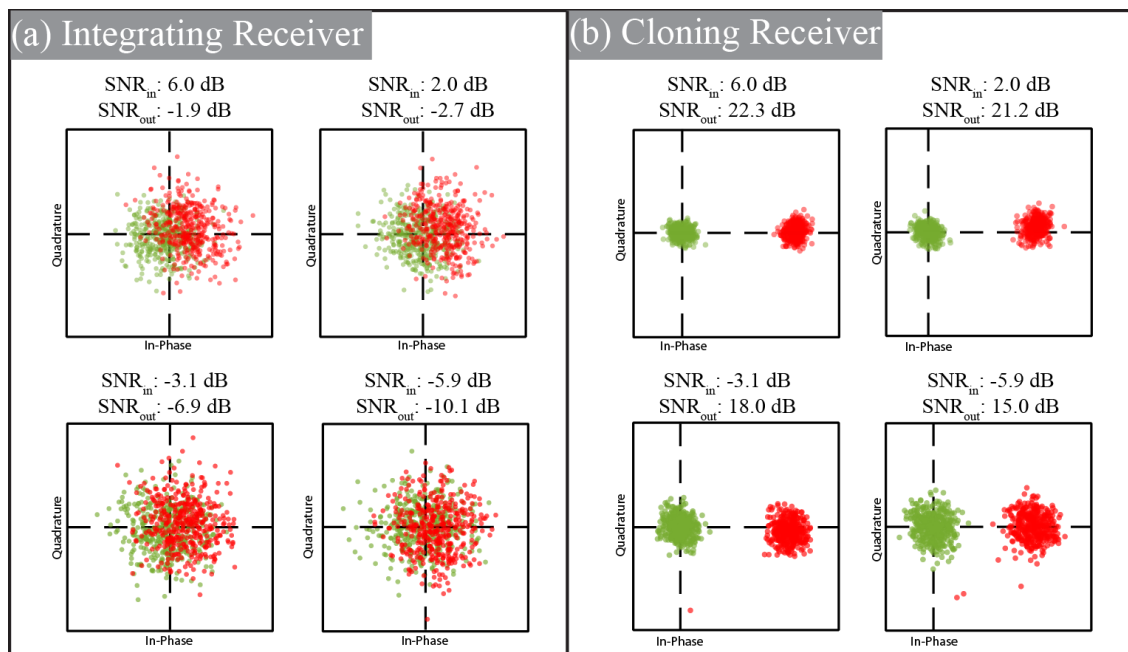 (a) Integrating Receiver
SNRin: 6.0 dB
SNRout: -1.9 dB
Quadrature
In-Phase
SNRin: 2.0 dB
SNRout: -2.7 dB
Quadrature
In-Phase
SNRin: -3.1 dB
SNRout: -6.9 dB
Quadrature
In-Phase
SNRin: -5.9 dB
SNRout: -10.1 dB
Quadrature
In-Phase
(b) Cloning Receiver
SNRin: 6.0 dB
SNRout: 22.3 dB
Quadrature
In-Phase
SNRin: 2.0 dB
SNRout: 21.2 dB
Quadrature
In-Phase
SNRin: -3.1 dB
SNRout: 18.0 dB
Quadrature
In-Phase
SNRin: -5.9 dB
SNRout: 15.0 dB
Quadrature
In-Phase